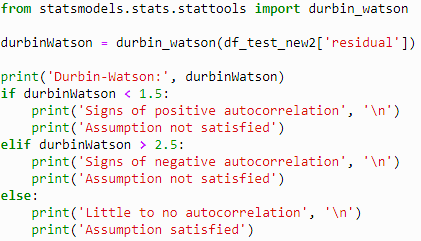 from statsmodels.stats.stattools import durbin_watson
durbinWatson = durbin_watson(df_test_new2['residual'])
print('Durbin-Watson:', durbinWatson)
if durbinWatson < 1.5:
    print('Signs of positive autocorrelation', '\n')
    print('Assumption not satisfied')
elif durbinWatson > 2.5:
    print('Signs of negative autocorrelation', '\n')
    print('Assumption not satisfied')
else:
    print('Little to no autocorrelation', '\n')
    print('Assumption satisfied')